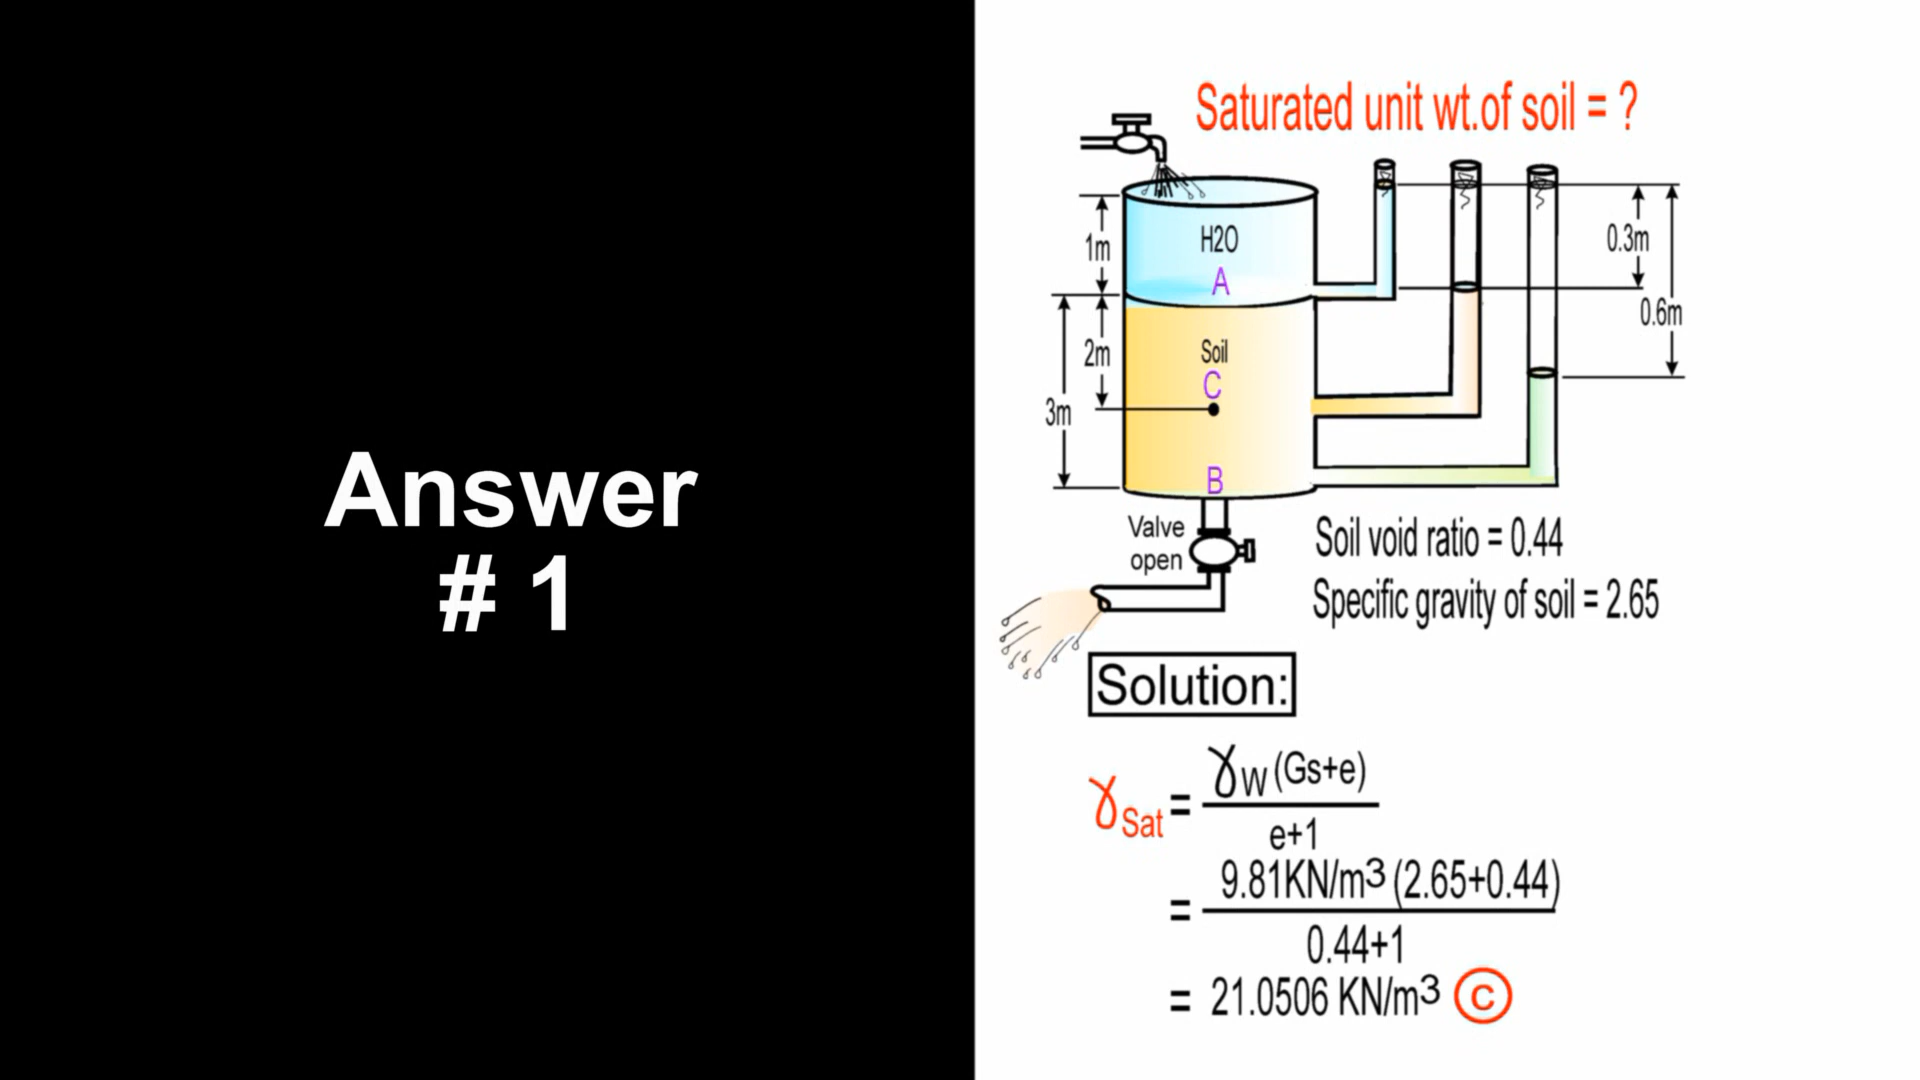 Answer
# 1
Saturated unit wt.of soil = ?
H2O
A
1m
2m
3m
Soil
C
B
0.3m
0.6m
Valve
open
Soil void ratio = 0.44
Specific gravity of soil = 2.65
Solution:
γSat = γW (Gs+e)
e+1
= 9.81KN/m3 (2.65+0.44)
0.44+1
= 21.0506 KN/m3 C